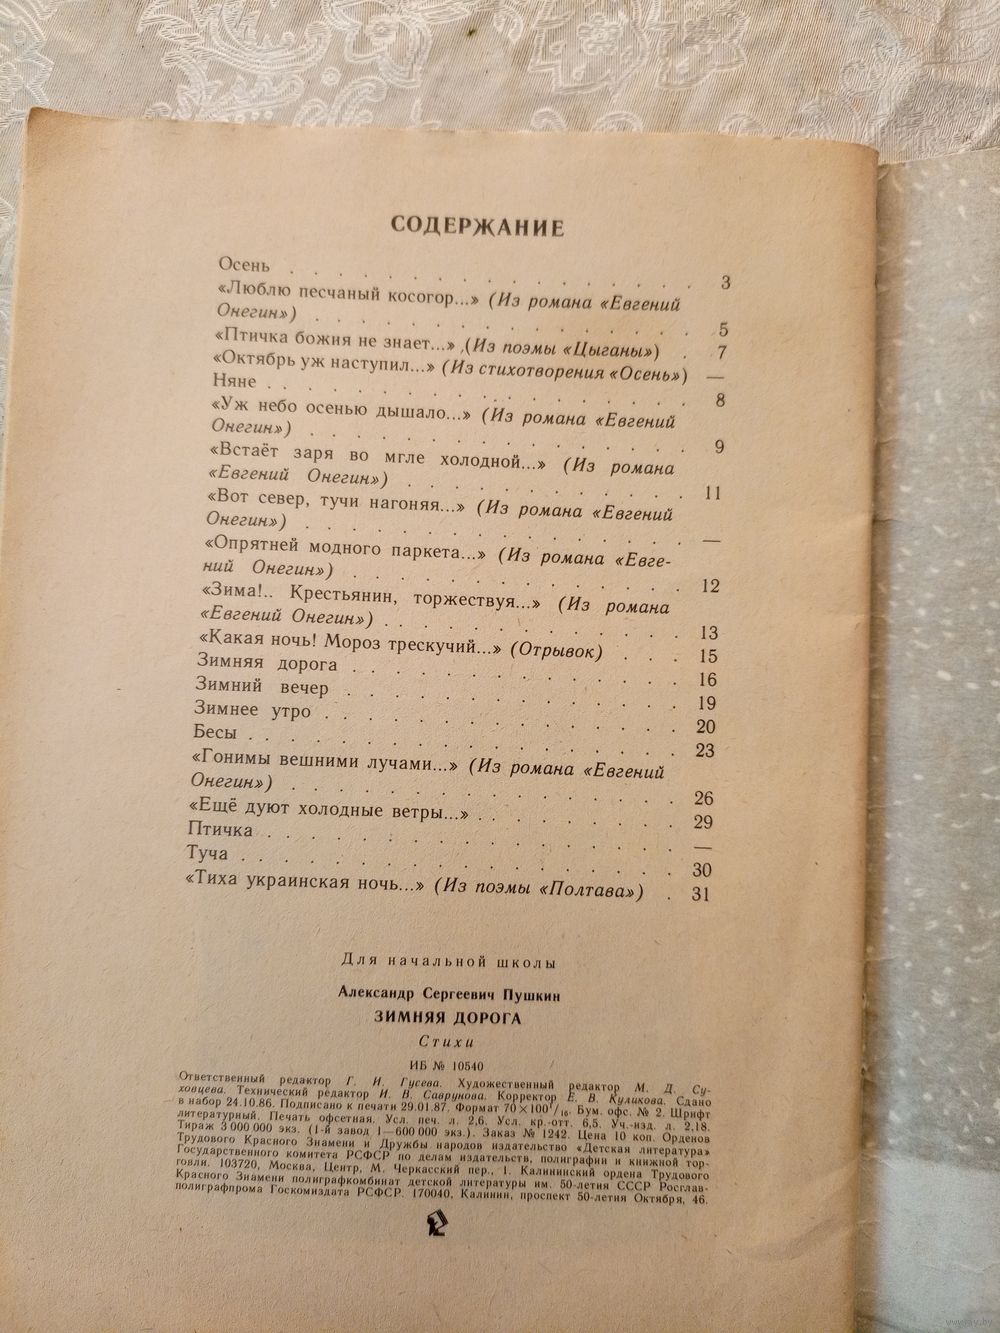 СОДЕРЖАНИЕ
Осень . . . . . . . . . . . . . . . . . 3
«Люблю песчаный косогор...» (Из романа «Евгений
Онегин») . . . . . . . . . . . . . . . . 5
«Птичка божия не знает...» (Из поэмы «Цыганы») . 7
«Октябрь уж наступил...» (Из стихотворения «Осень») —
Няне . . . . . . . . . . . . . . . . . 8
«Уж небо осенью дышало...» (Из романа «Евгений
Онегин») . . . . . . . . . . . . . . . . 9
«Встаёт заря во мгле холодной...» (Из романа
«Евгений Онегин») . . . . . . . . . . . . 11
«Вот север, тучи нагоняя...» (Из романа «Евгений
Онегин») . . . . . . . . . . . . . . . . —
«Опрятней модного паркета...» (Из романа «Евге-
ний Онегин») . . . . . . . . . . . . . . 12
«Зима!.. Крестьянин, торжествуя...» (Из романа
«Евгений Онегин») . . . . . . . . . . . . 13
«Какая ночь! Мороз трескучий...» (Отрывок) . . . 15
Зимняя дорога . . . . . . . . . . . . . . 16
Зимний вечер . . . . . . . . . . . . . . 19
Зимнее утро . . . . . . . . . . . . . . . 20
Бесы . . . . . . . . . . . . . . . . . . 23
«Гонимы вешними лучами...» (Из романа «Евгений
Онегин») . . . . . . . . . . . . . . . . 26
«Ещё дуют холодные ветры...» . . . . . . . . 29
Птичка . . . . . . . . . . . . . . . . . —
Туча . . . . . . . . . . . . . . . . . . 30
«Тиха украинская ночь...» (Из поэмы «Полтава») . 31
Для начальной школы
Александр Сергеевич Пушкин
ЗИМНЯЯ ДОРОГА
Стихи
ИБ № 10540
Ответственный редактор Г. И. Гусева. Художественный редактор М. Д. Су-
ховцева. Технический редактор И. В. Саврунова. Корректор Е. В. Куликова. Сдано
в набор 24.10.86. Подписано к печати 29.01.87. Формат 70×100 1/16. Бум. офс. № 2. Шрифт
литературный. Печать офсетная. Усл. печ. л. 2,6. Усл. кр.-отт. 6,5. Уч.-изд. л. 2,18.
Тираж 3 000 000 экз. (1-й завод 1—600 000 экз.). Заказ № 1242. Цена 10 коп. Орденов
Трудового Красного Знамени и Дружбы народов издательство «Детская литература»
Государственного комитета РСФСР по делам издательств, полиграфии и книжной тор-
говли. 103720, Москва, Центр, М. Черкасский пер., 1. Калининский ордена Трудового
Красного Знамени полиграфкомбинат детской литературы им. 50-летия СССР Росглав-
полиграфпрома Госкомиздата РСФСР. 170040, Калинин, проспект 50-летия Октября, 46.
www.ay.by